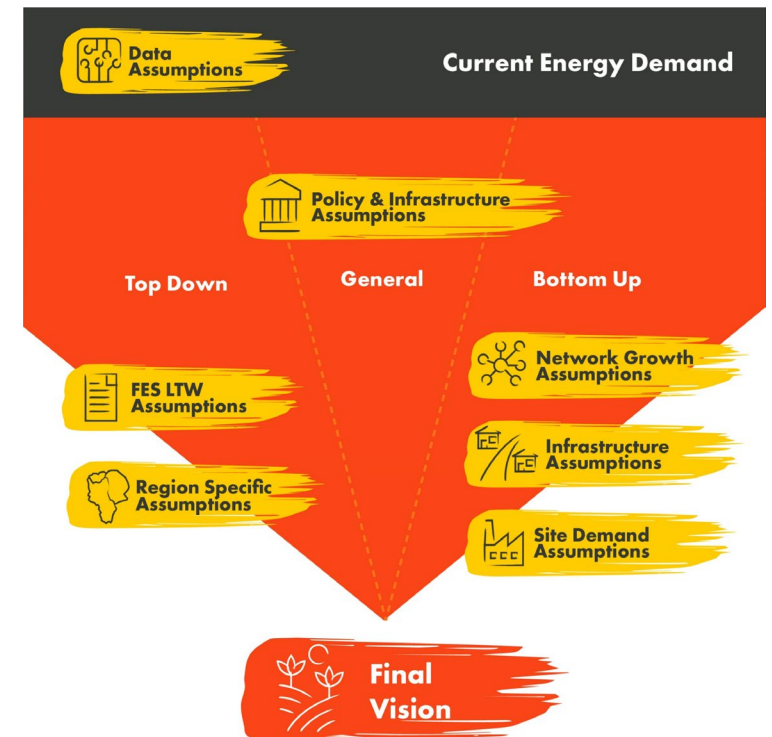 Data
Assumptions
Current Energy Demand
Policy & Infrastructure
Assumptions
Top Down
General
Bottom Up
FES LTW
Assumptions
Region Specific
Assumptions
Network Growth
Assumptions
Infrastructure
Assumptions
Site Demand
Assumptions
Final
Vision